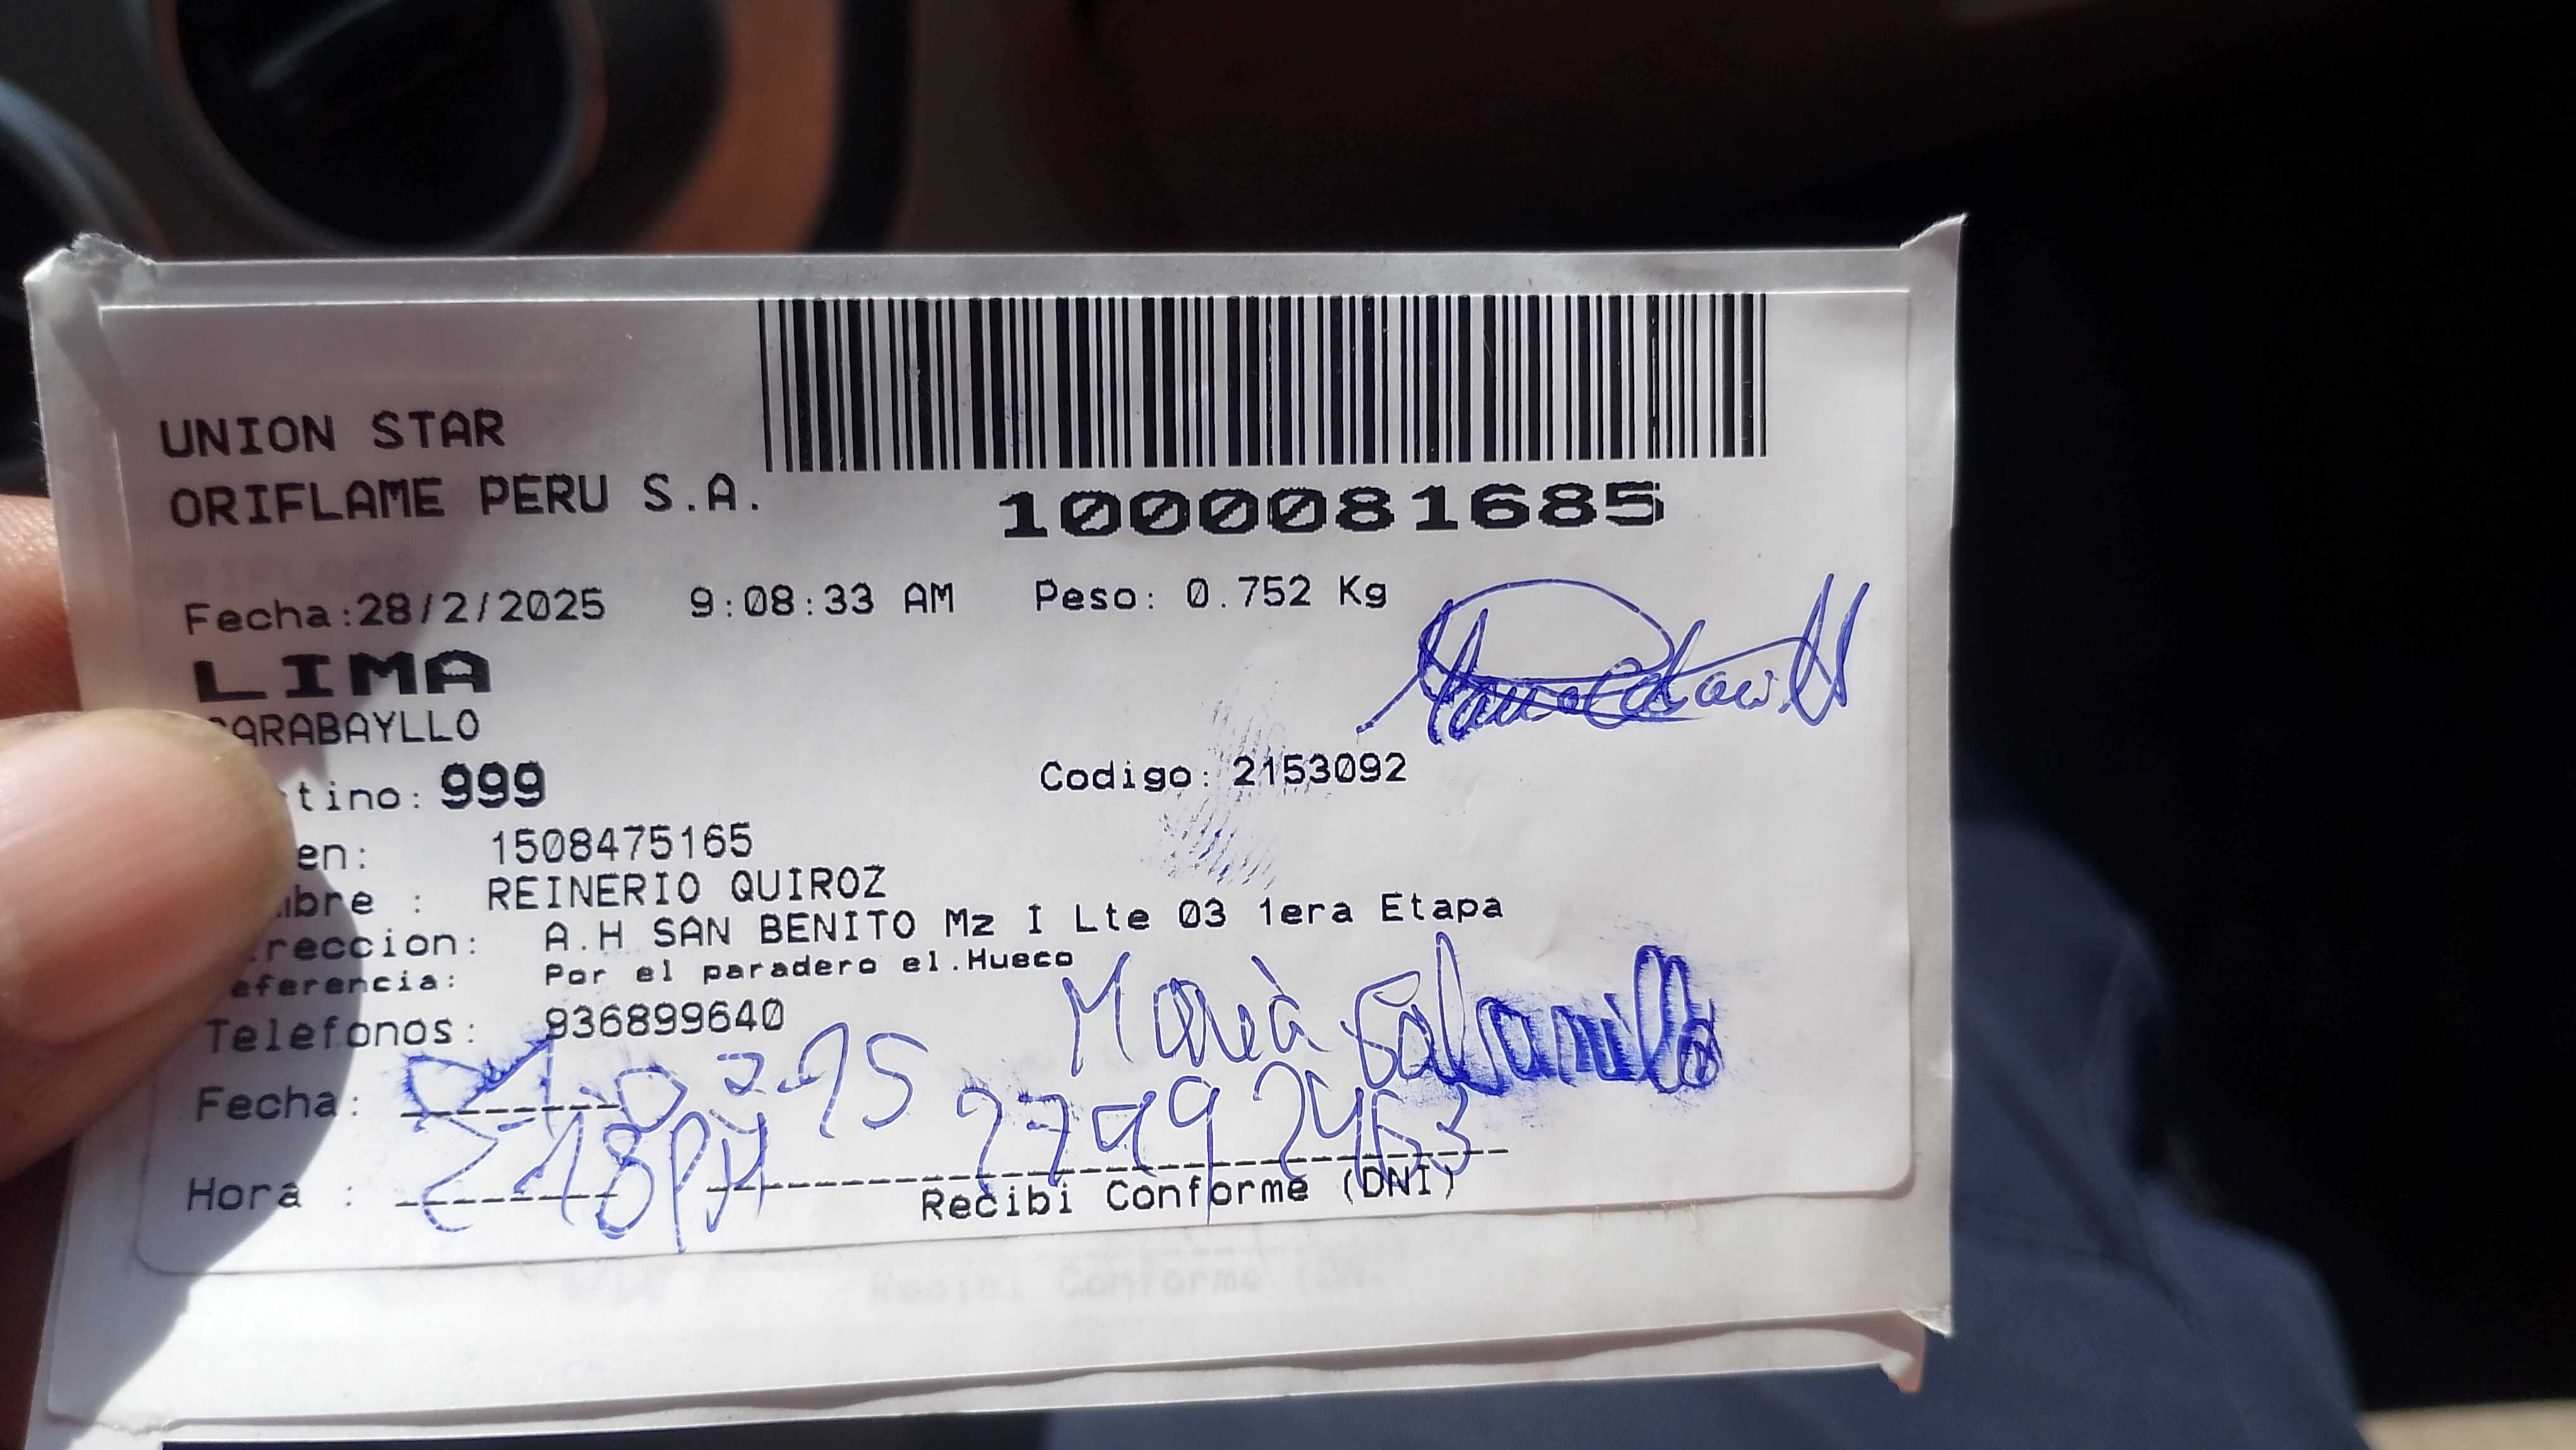 UNION STAR
ORIFLAME PERU S.A.
1000081685
Fecha:28/2/2025 9:08:33 AM Peso: 0.752 Kg
LIMA
CARABAYLLO
tino: 999 Codigo: 2153092
en: 1508475165
mbre : REINERIO QUIROZ
reccion: A.H SAN BENITO Mz I Lte 03 1era Etapa
eferencia: Por el paradero el.Hueco
Telefonos: 936899640
María
Fecha:
Hora :
Recibi Conforme (DNI)